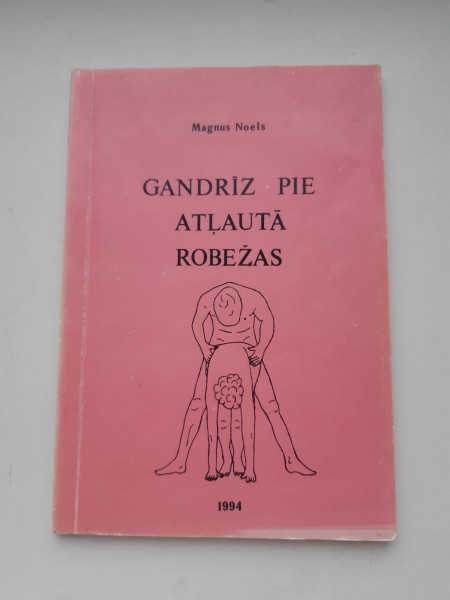 Magnus Noels
GANDRĪZ PIE
ATĻAUTĀ
ROBEŽAS
1994